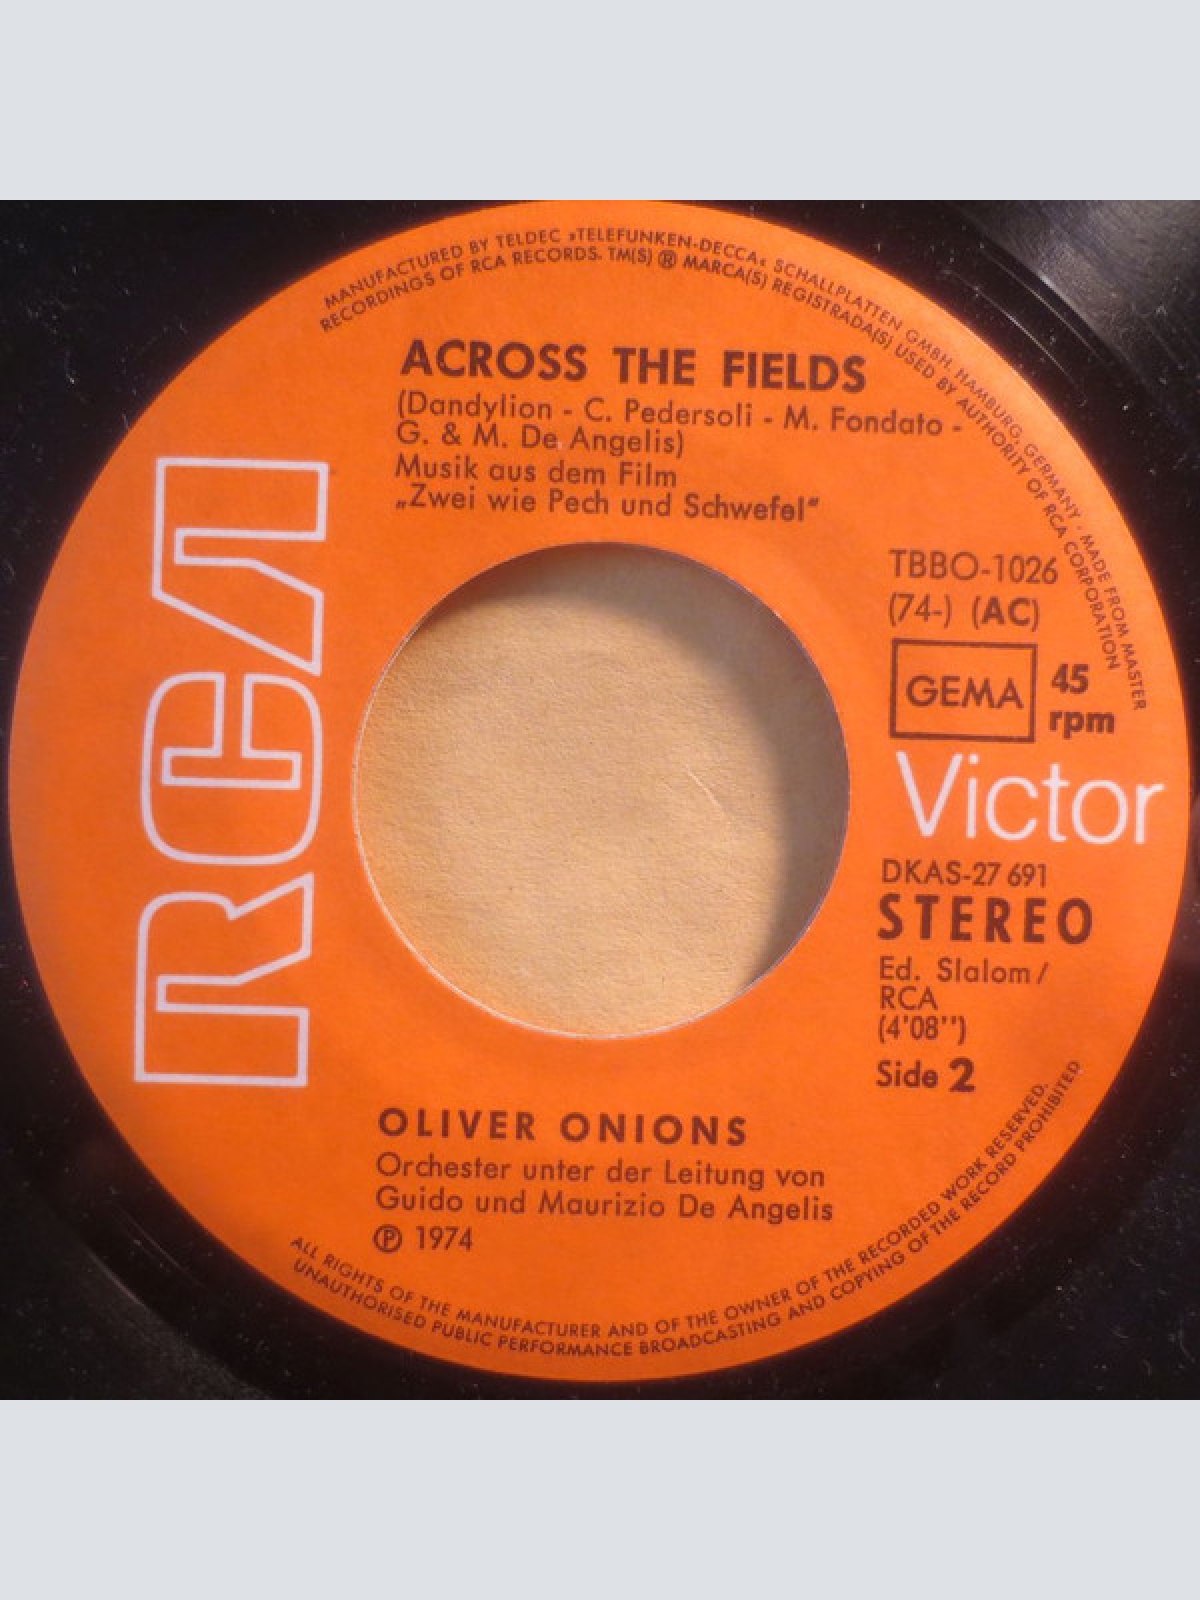 MANUFACTURED BY TELDEC »TELEFUNKEN-DECCA« SCHALLPLATTEN GMBH, HAMBURG, GERMANY · MADE FROM MASTER
RECORDINGS OF RCA RECORDS. TM(S) ® MARCA(S) REGISTRADA(S) USED BY AUTHORITY OF RCA CORPORATION
ACROSS THE FIELDS
(Dandylion - C. Pedersoli - M. Fondato -
G. & M. De Angelis)
Musik aus dem Film
„Zwei wie Pech und Schwefel“
RCA
TBBO-1026
(74-) (AC)
GEMA
45
rpm
Victor
DKAS-27 691
STEREO
Ed. Slalom/
RCA
(4'08'')
Side 2
OLIVER ONIONS
Orchester unter der Leitung von
Guido und Maurizio De Angelis
℗ 1974
ALL RIGHTS OF THE MANUFACTURER AND OF THE OWNER OF THE RECORDED WORK RESERVED.
UNAUTHORISED PUBLIC PERFORMANCE BROADCASTING AND COPYING OF THE RECORD PROHIBITED